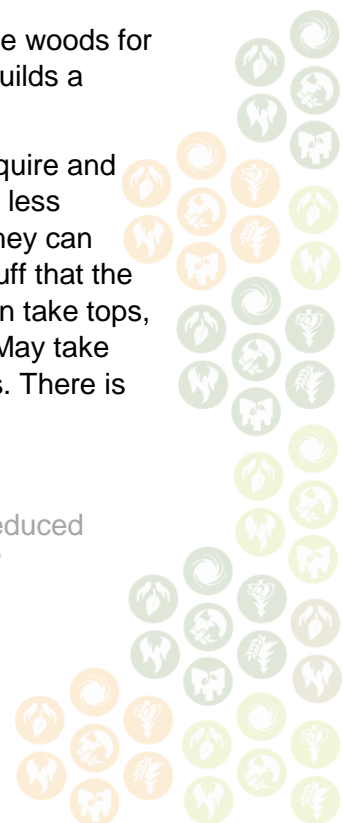 e woods for
uilds a
quire and
less
hey can
uff that the
n take tops,
May take
s. There is
educed